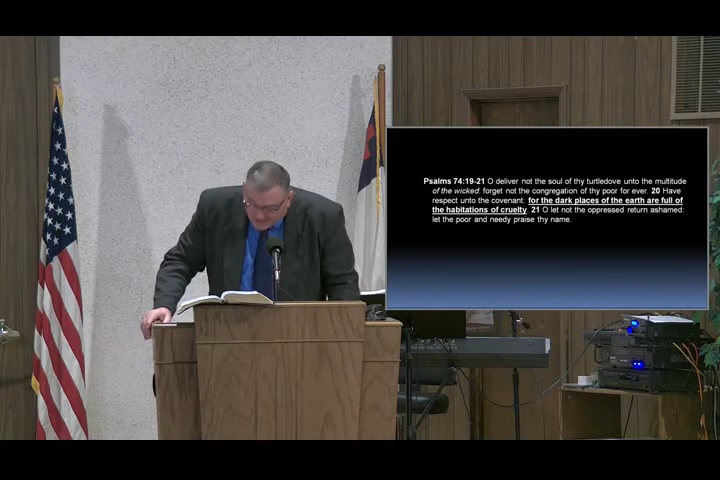 Psalms 74:19-21 O deliver not the soul of thy turtledove unto the multitude
of the wicked: forget not the congregation of thy poor for ever. 20 Have
respect unto the covenant: for the dark places of the earth are full of
the habitations of cruelty. 21 O let not the oppressed return ashamed:
let the poor and needy praise thy name.